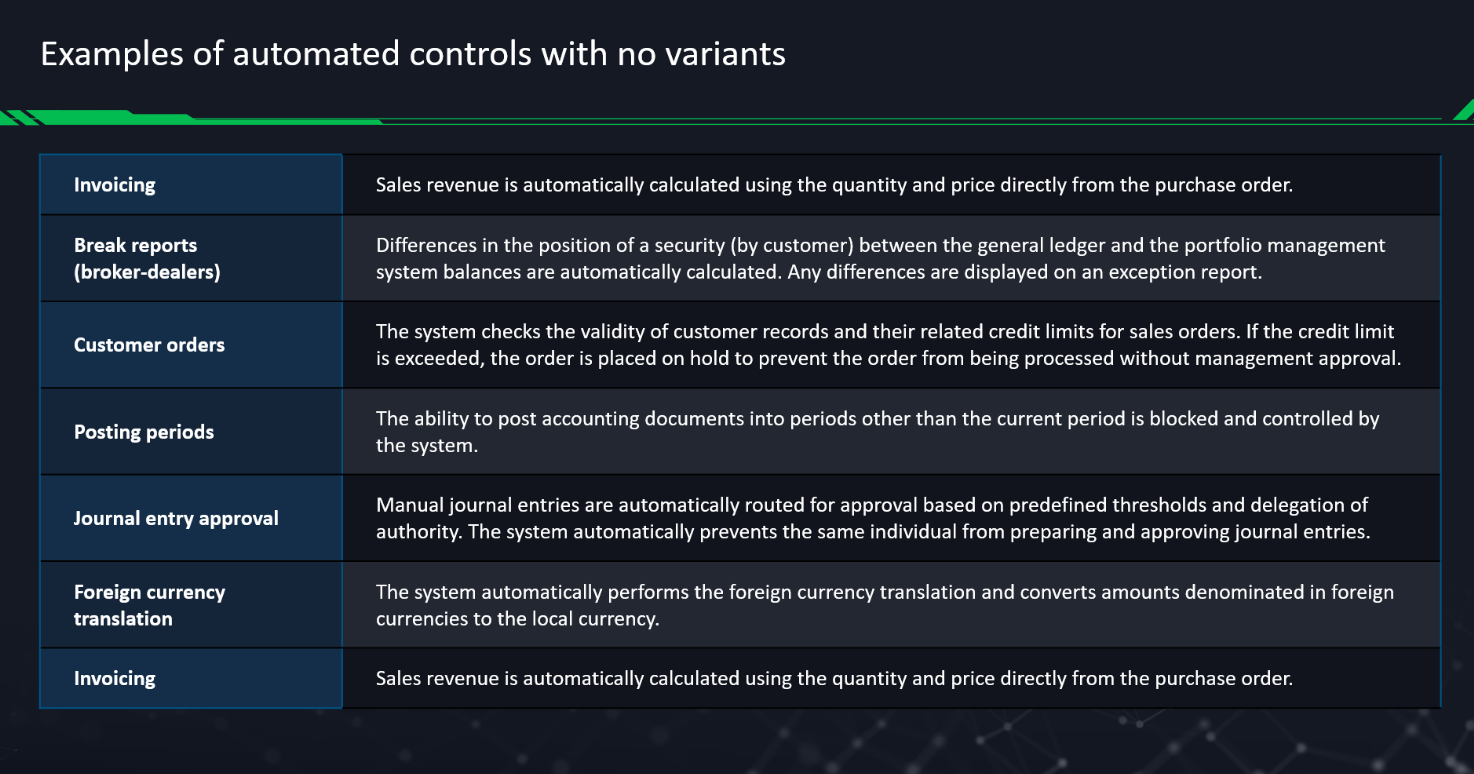 Examples of automated controls with no variants
Invoicing
Sales revenue is automatically calculated using the quantity and price directly from the purchase order.
Break reports
(broker-dealers)
Differences in the position of a security (by customer) between the general ledger and the portfolio management
system balances are automatically calculated. Any differences are displayed on an exception report.
Customer orders
The system checks the validity of customer records and their related credit limits for sales orders. If the credit limit
is exceeded, the order is placed on hold to prevent the order from being processed without management approval.
Posting periods
The ability to post accounting documents into periods other than the current period is blocked and controlled by
the system.
Journal entry approval
Manual journal entries are automatically routed for approval based on predefined thresholds and delegation of
authority. The system automatically prevents the same individual from preparing and approving journal entries.
Foreign currency
translation
The system automatically performs the foreign currency translation and converts amounts denominated in foreign
currencies to the local currency.
Invoicing
Sales revenue is automatically calculated using the quantity and price directly from the purchase order.